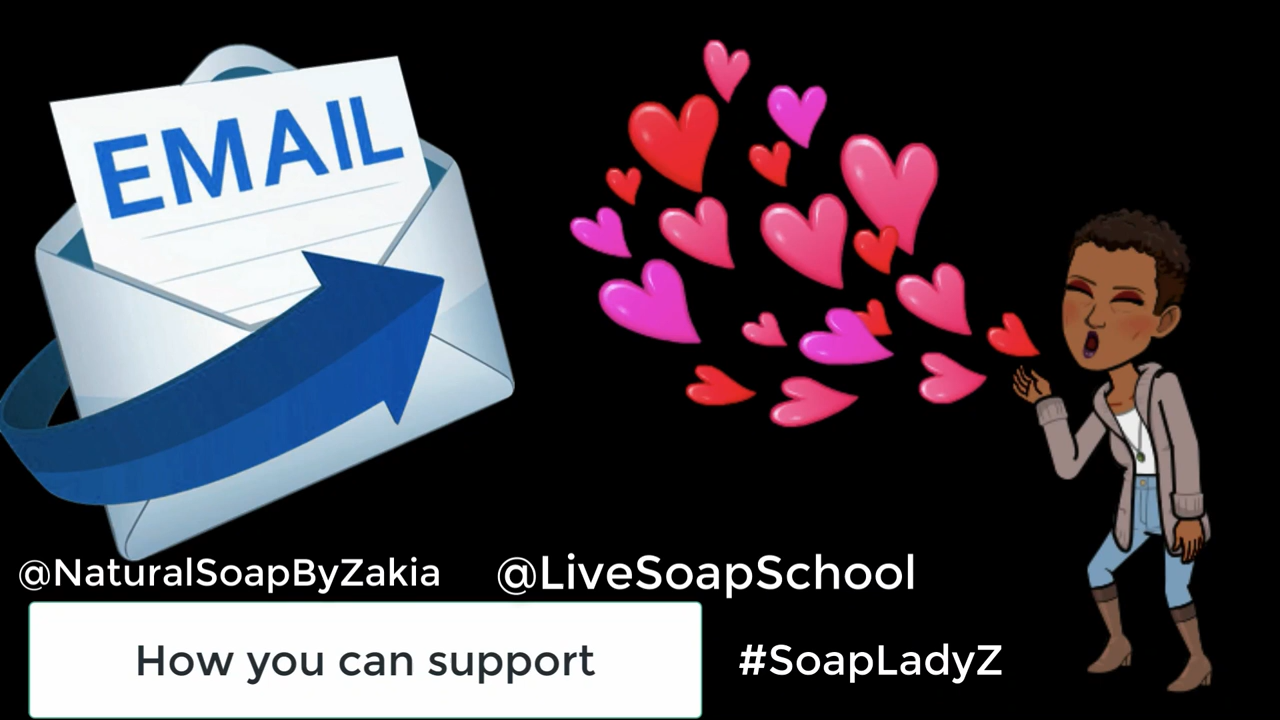 EMAIL
@NaturalSoapByZakia
@LiveSoapSchool
How you can support
#SoapLadyZ